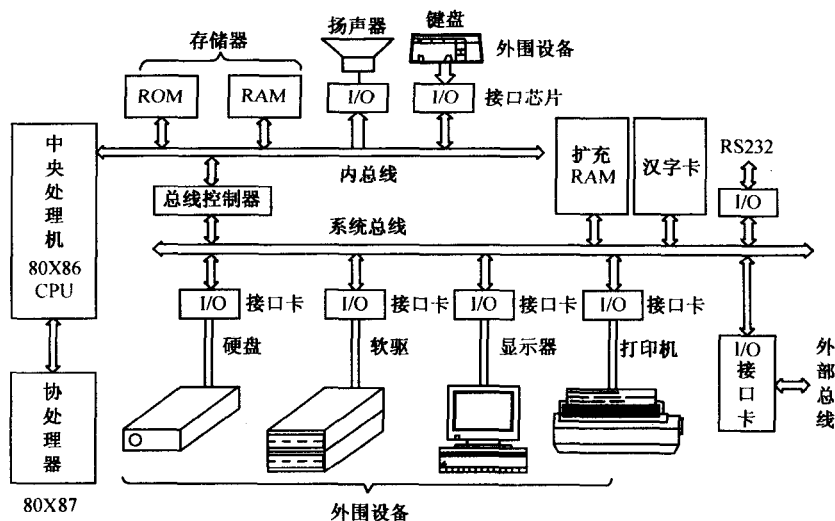 存储器
扬声器
键盘
外围设备
ROM
RAM
I/O
I/O
接口芯片
中央处理机
80X86
CPU
内总线
总线控制器
扩充
RAM
汉字卡
RS232
I/O
系统总线
I/O
接口卡
I/O
接口卡
I/O
接口卡
I/O
接口卡
硬盘
软驱
显示器
打印机
I/O
接口卡
外部总线
协处理器
80X87
外围设备